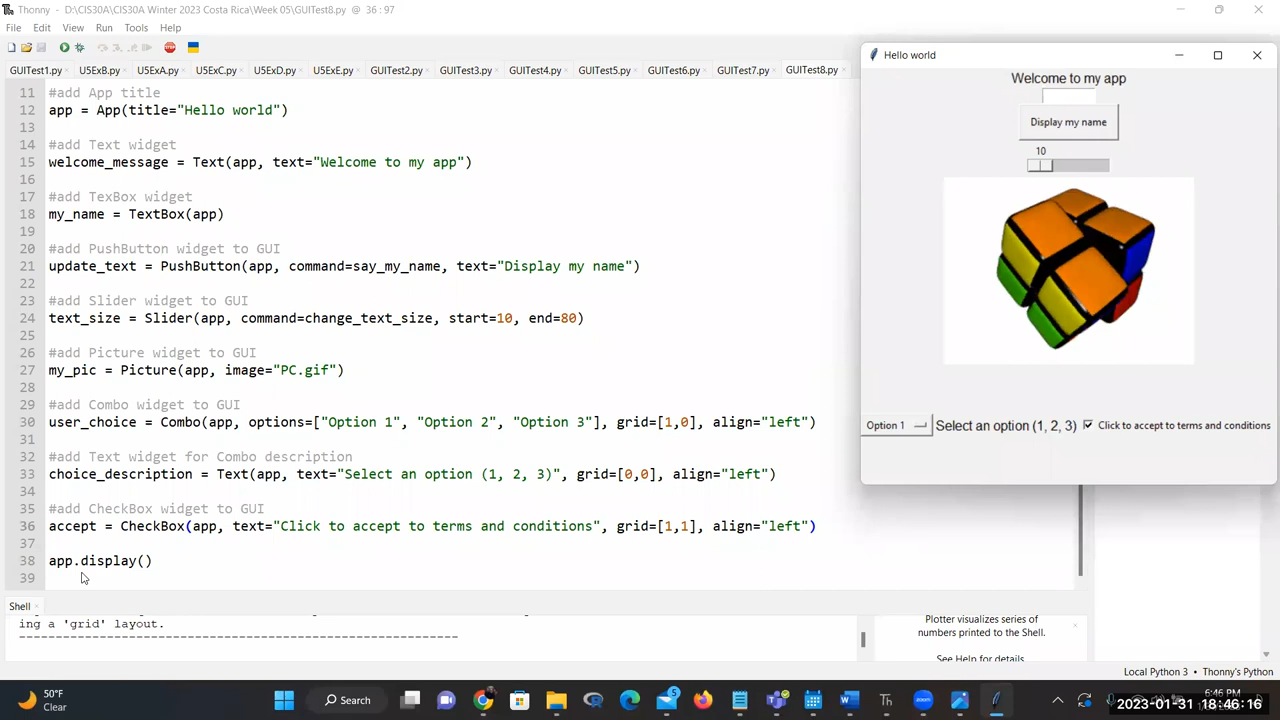 Thonny - D:\CIS30A\CIS30A Winter 2023 Costa Rica\Week 05\GUITest8.py @ 36 : 97
File Edit View Run Tools Help
GUITest1.py U5ExB.py U5ExA.py U5ExC.py U5ExD.py U5ExE.py GUITest2.py GUITest3.py GUITest4.py GUITest5.py GUITest6.py GUITest7.py GUITest8.py
11 #add App title
12 app = App(title="Hello world")
13
14 #add Text widget
15 welcome_message = Text(app, text="Welcome to my app")
16
17 #add TexBox widget
18 my_name = TextBox(app)
19
20 #add PushButton widget to GUI
21 update_text = PushButton(app, command=say_my_name, text="Display my name")
22
23 #add Slider widget to GUI
24 text_size = Slider(app, command=change_text_size, start=10, end=80)
25
26 #add Picture widget to GUI
27 my_pic = Picture(app, image="PC.gif")
28
29 #add Combo widget to GUI
30 user_choice = Combo(app, options=["Option 1", "Option 2", "Option 3"], grid=[1,0], align="left")
31
32 #add Text widget for Combo description
33 choice_description = Text(app, text="Select an option (1, 2, 3)", grid=[0,0], align="left")
34
35 #add CheckBox widget to GUI
36 accept = CheckBox(app, text="Click to accept to terms and conditions", grid=[1,1], align="left")
37
38 app.display()
39
Hello world
Welcome to my app
Display my name
10
Option 1 Select an option (1, 2, 3) Click to accept to terms and conditions
Shell
ing a 'grid' layout.
----------------------------------------------------------
Plotter visualizes series of
numbers printed to the Shell.
See Help for details
Local Python 3 • Thonny's Python
50°F
Clear
Search
5
6:46 PM
2023-01-31 18:46:16